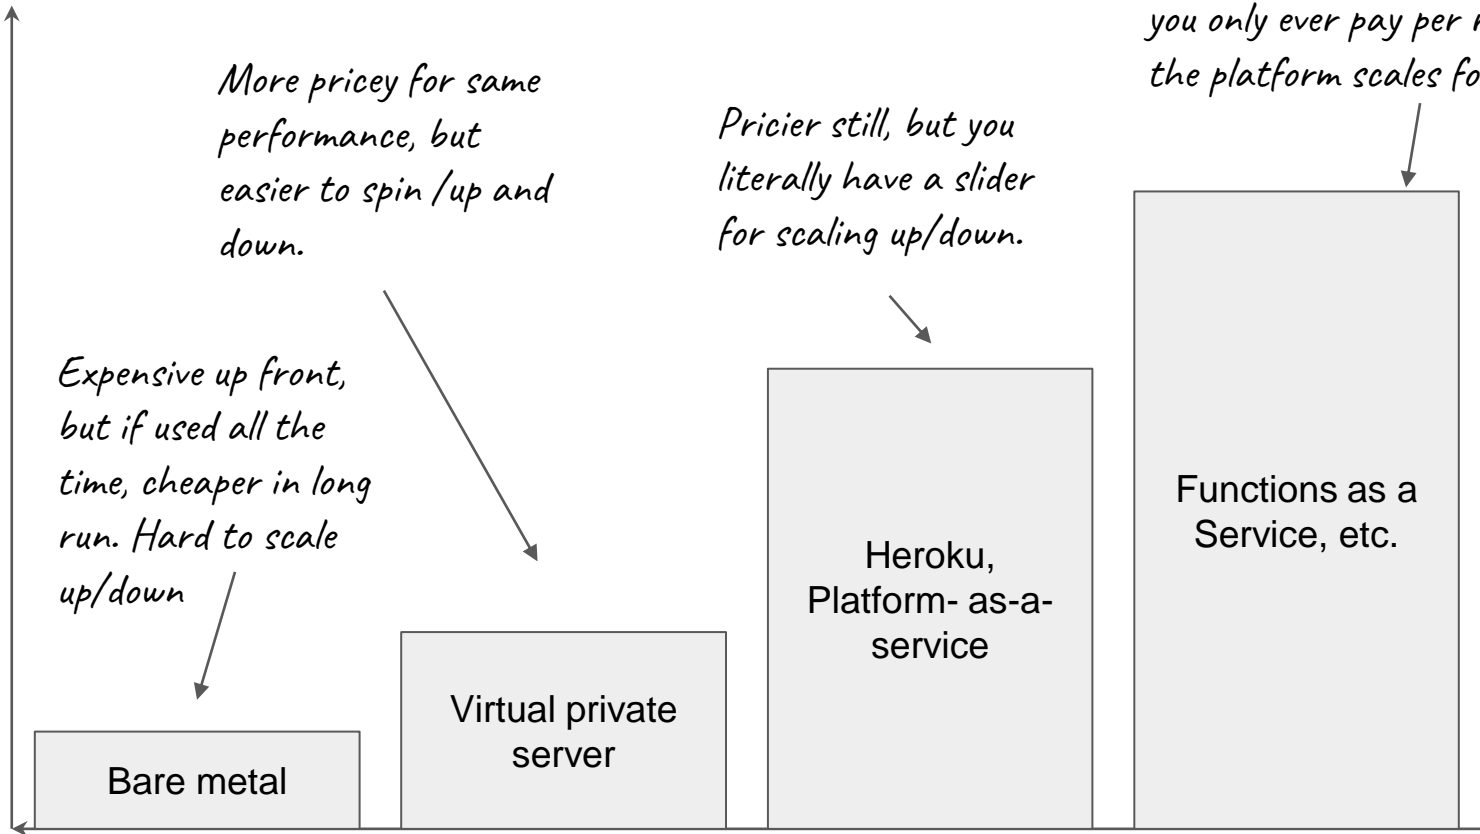 More pricey for same
performance, but
easier to spin /up and
down.
Expensive up front,
but if used all the
time, cheaper in long
run. Hard to scale
up/down
Pricier still, but you
literally have a slider
for scaling up/down.
you only ever pay per
the platform scales
Bare metal
Virtual private
server
Heroku,
Platform- as-a-
service
Functions as a
Service, etc.